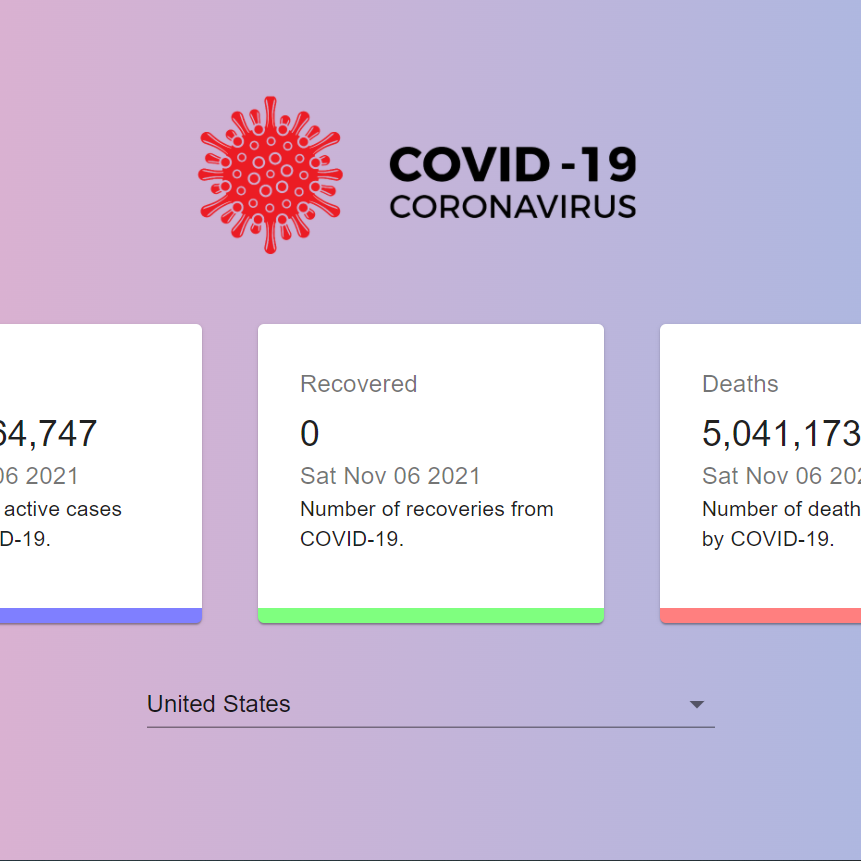 COVID -19
CORONAVIRUS
64,747
06 2021
active cases
D-19.
Recovered
0
Sat Nov 06 2021
Number of recoveries from
COVID-19.
Deaths
5,041,173
Sat Nov 06 202
Number of death
by COVID-19.
United States